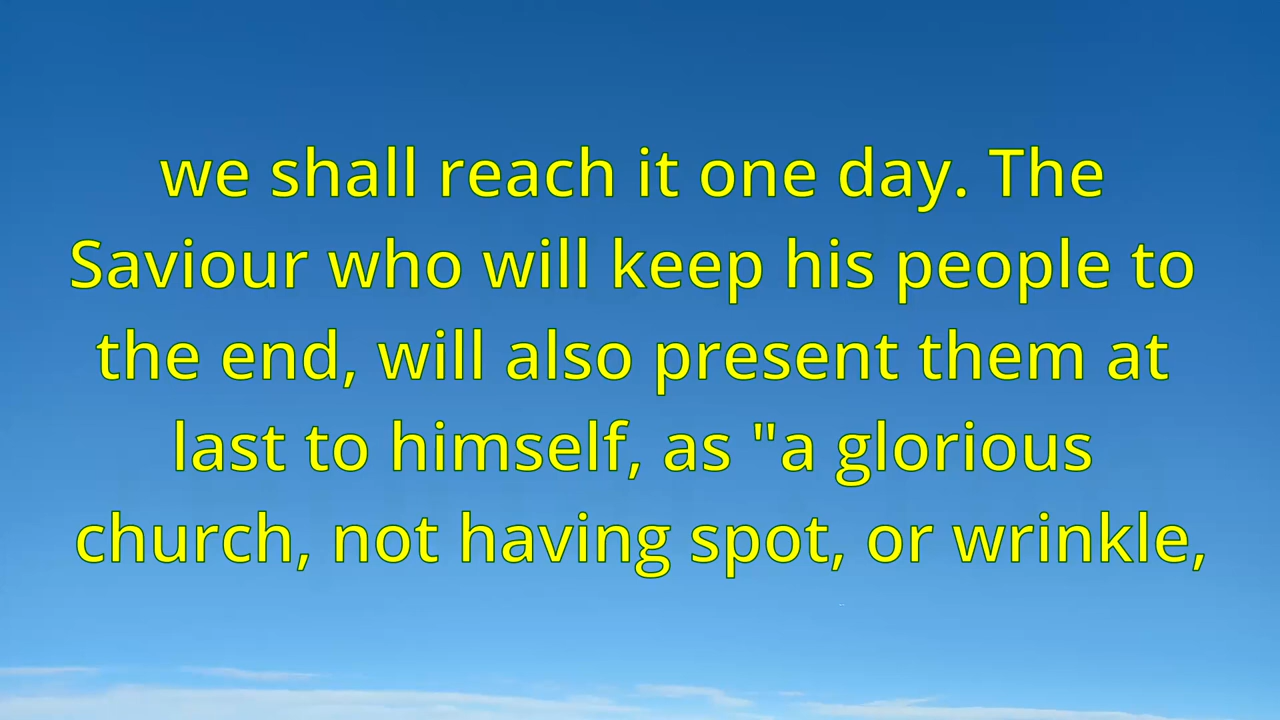 we shall reach it one day. The
Saviour who will keep his people to
the end, will also present them at
last to himself, as "a glorious
church, not having spot, or wrinkle,